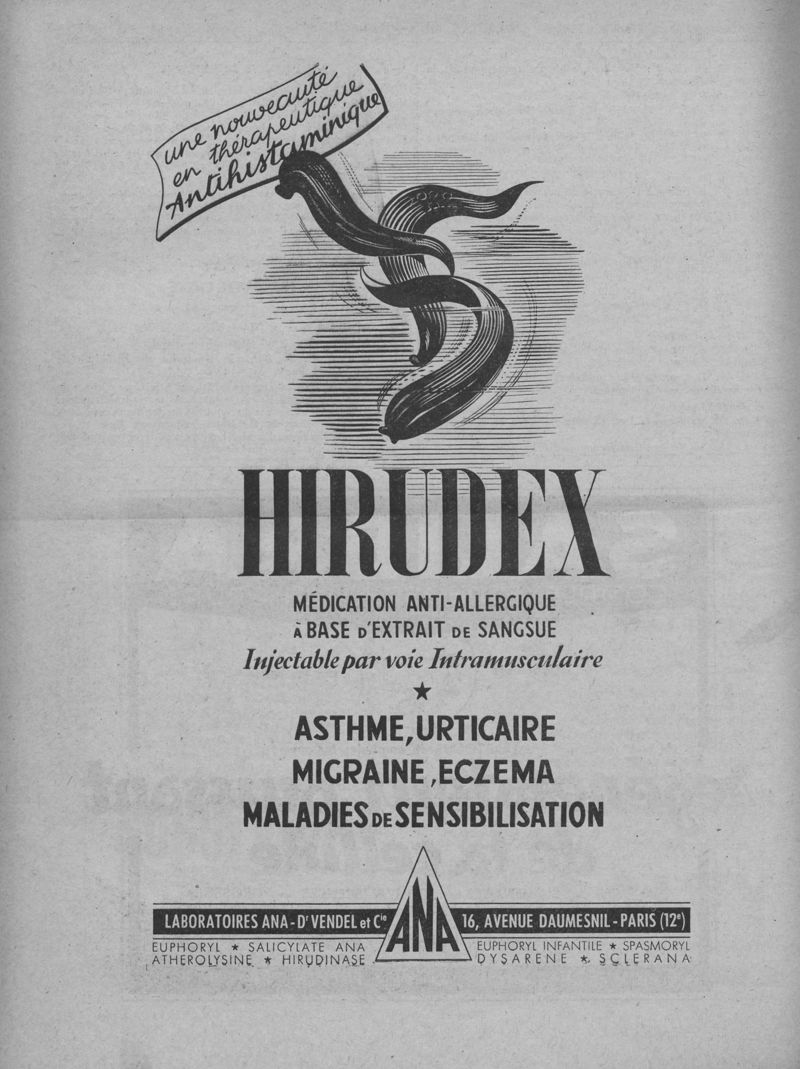 une nouveauté
en thérapeutique
Antihistaminique
HIRUDEX
MÉDICATION ANTI-ALLERGIQUE
À BASE D'EXTRAIT DE SANGSUE
Injectable par voie Intramusculaire
★
ASTHME, URTICAIRE
MIGRAINE, ECZEMA
MALADIES DE SENSIBILISATION
LABORATOIRES ANA - Dr VENDEL et Cie ANA 16, AVENUE DAUMESNIL - PARIS (12e)
EUPHORYL ★ SALICYLATE ANA EUPHORYL INFANTILE ★ SPASMORYL
ATHEROLYSINE ★ HIRUDINASE DYSARENE ★ SCLERANA